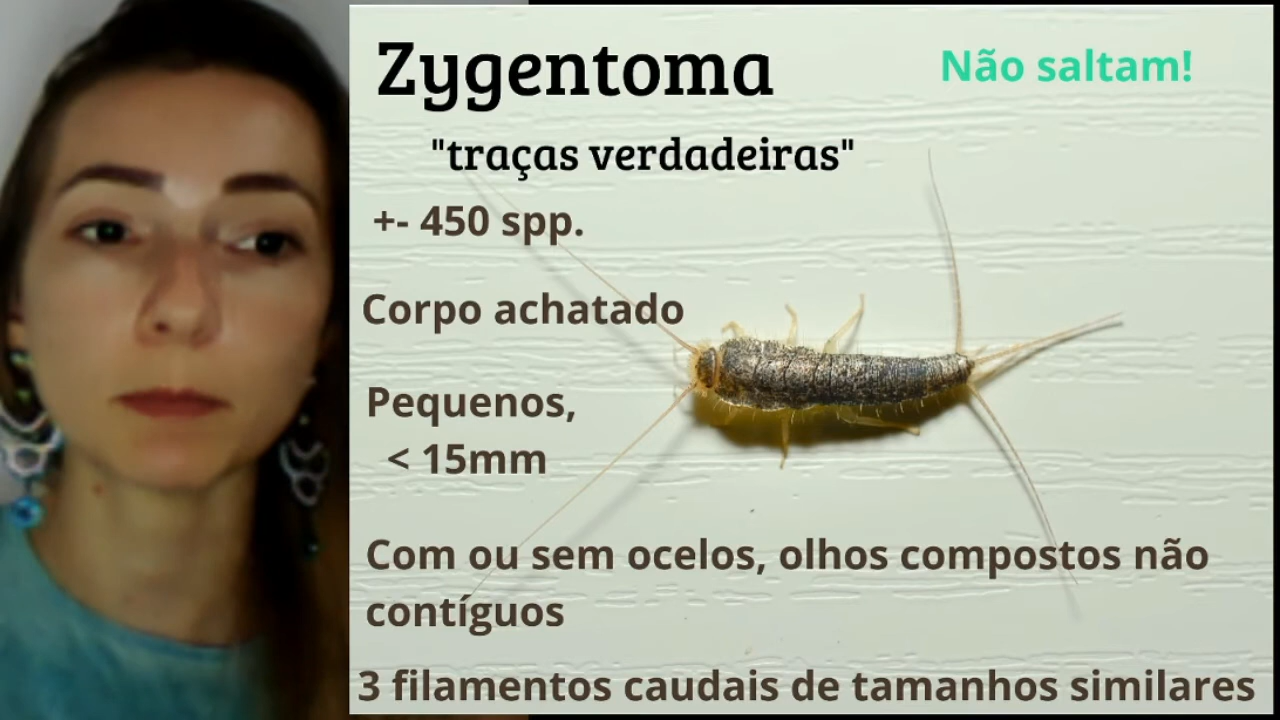 Zygentoma
Não saltam!
"traças verdadeiras"
+- 450 spp.
Corpo achatado
Pequenos,
< 15mm
Com ou sem ocelos, olhos compostos não
contíguos
3 filamentos caudais de tamanhos similares